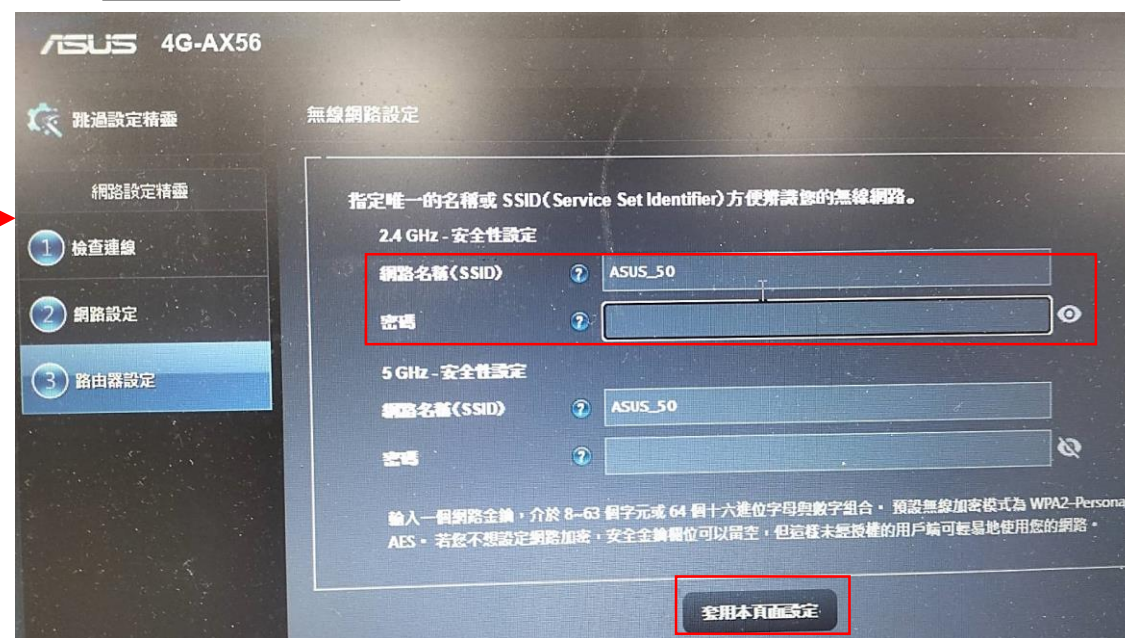 ASUS 4G-AX56
跳過設定精靈
無線網路設定
網路設定精靈
1 檢查連線
2 網路設定
3 路由器設定
指定唯一的名稱或 SSID(Service Set Identifier)方便辨識您的無線網路。
2.4 GHz - 安全性設定
網路名稱(SSID) ? ASUS_50
密碼 ?
5 GHz - 安全性設定
網路名稱(SSID) ? ASUS_50
密碼 ?
輸入一個網路金鑰，介於 8–63 個字元或 64 個十六進位字母與數字組合。 預設無線加密模式為 WPA2-Persona
AES。 若您不想設定網路加密，安全金鑰欄位可以留空，但這樣未經授權的用戶端可輕易地使用您的網路。
套用本頁面設定